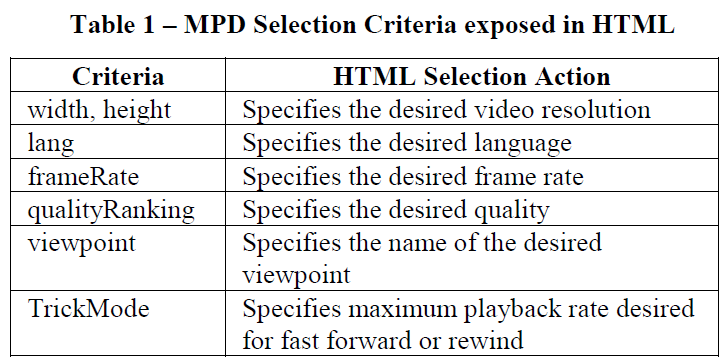 Table 1 – MPD Selection Criteria exposed in HTML
Criteria HTML Selection Action
width, height Specifies the desired video resolution
lang Specifies the desired language
frameRate Specifies the desired frame rate
qualityRanking Specifies the desired quality
viewpoint Specifies the name of the desired
viewpoint
TrickMode Specifies maximum playback rate desired
for fast forward or rewind